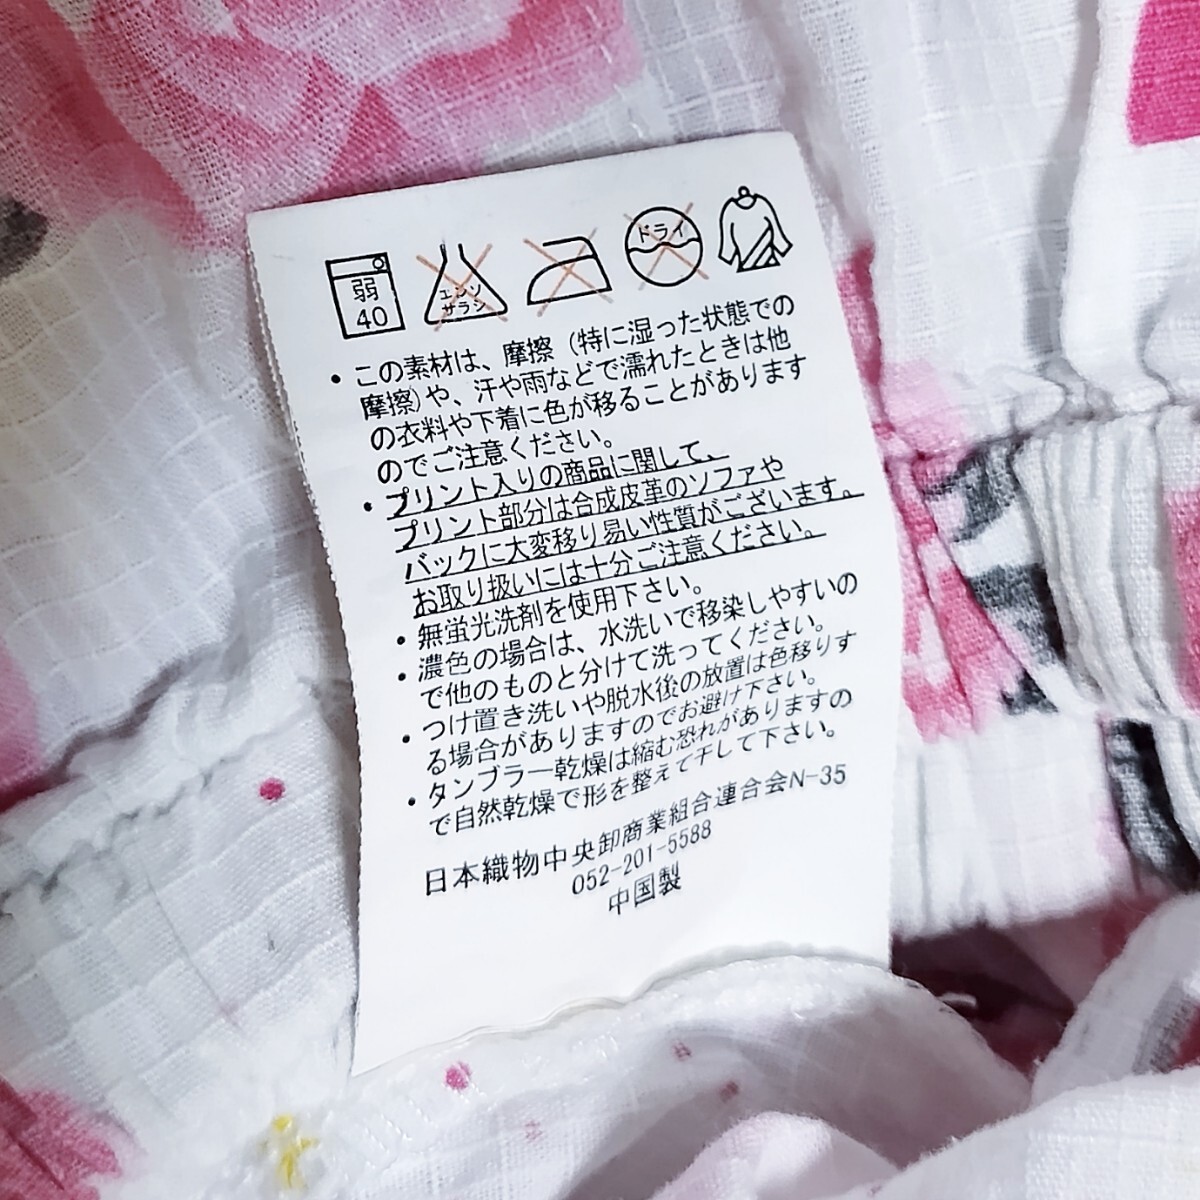 弱
40
エンソ
サラシ
ドライ
・この素材は、摩擦（特に湿った状態での
摩擦）や、汗や雨などで濡れたときは他
の衣料や下着に色が移ることがあります
のでご注意ください。
・プリント入りの商品に関して、
プリント部分は合成皮革のソファや
バックに大変移り易い性質がございます。
お取り扱いには十分ご注意ください。
・無蛍光洗剤を使用下さい。
・濃色の場合は、水洗いで移染しやすいの
で他のものと分けて洗ってください。
・つけ置き洗いや脱水後の放置は色移りす
る場合がありますのでお避け下さい。
・タンブラー乾燥は縮む恐れがありますの
で自然乾燥で形を整えて干して下さい。
日本織物中央卸商業組合連合会N-35
052-201-5588
中国製